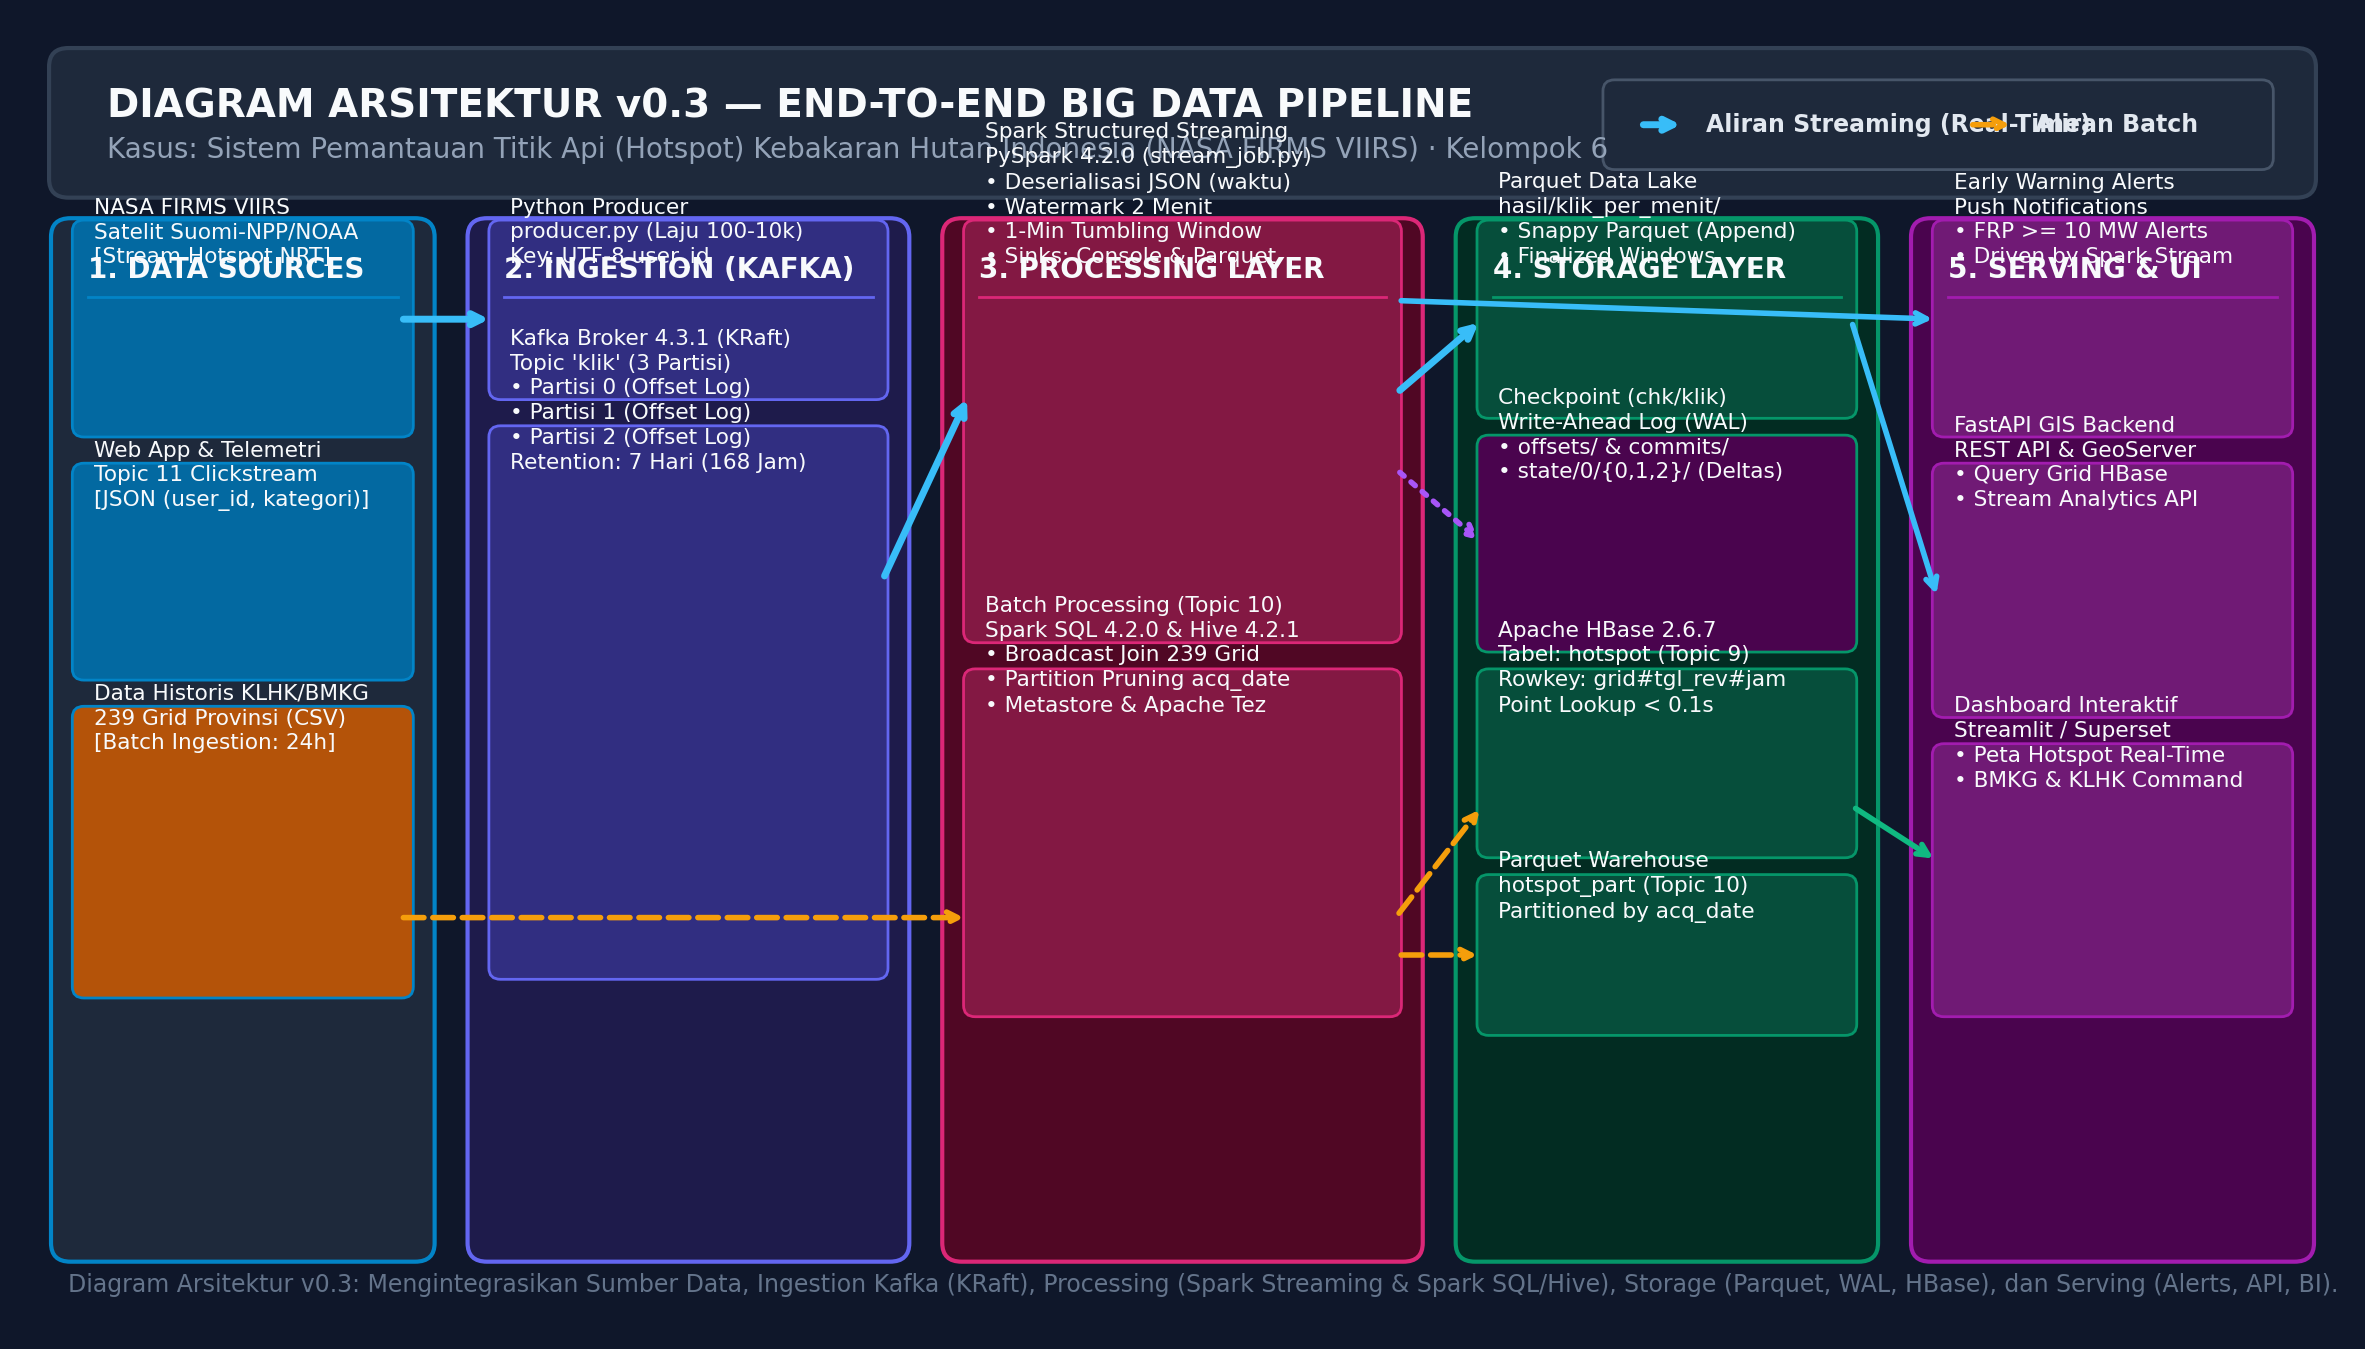 DIAGRAM ARSITEKTUR v0.3 — END-TO-END BIG DATA PIPELINE
Kasus: Sistem Pemantauan Titik Api (Hotspot) Kebakaran Hutan Indonesia (NASA FIRMS VIIRS) · Kelompok 6
Aliran Streaming (Real-Time)
Aliran Batch
1. DATA SOURCES
NASA FIRMS VIIRS
Satelit Suomi-NPP/NOAA
[Stream Hotspot NRT]
Web App & Telemetri
Topic 11 Clickstream
[JSON (user_id, kategori)]
Data Historis KLHK/BMKG
239 Grid Provinsi (CSV)
[Batch Ingestion: 24h]
2. INGESTION (KAFKA)
Python Producer
producer.py (Laju 100-10k)
Key: UTF-8 user_id
Kafka Broker 4.3.1 (KRaft)
Topic 'klik' (3 Partisi)
• Partisi 0 (Offset Log)
• Partisi 1 (Offset Log)
• Partisi 2 (Offset Log)
Retention: 7 Hari (168 Jam)
3. PROCESSING LAYER
Spark Structured Streaming
PySpark 4.2.0 (stream_job.py)
• Deserialisasi JSON (waktu)
• Watermark 2 Menit
• 1-Min Tumbling Window
• Sinks: Console & Parquet
Batch Processing (Topic 10)
Spark SQL 4.2.0 & Hive 4.2.1
• Broadcast Join 239 Grid
• Partition Pruning acq_date
• Metastore & Apache Tez
4. STORAGE LAYER
Parquet Data Lake
hasil/klik_per_menit/
• Snappy Parquet (Append)
• Finalized Windows
Checkpoint (chk/klik)
Write-Ahead Log (WAL)
• offsets/ & commits/
• state/0/{0,1,2}/ (Deltas)
Apache HBase 2.6.7
Tabel: hotspot (Topic 9)
Rowkey: grid#tgl_rev#jam
Point Lookup < 0.1s
Parquet Warehouse
hotspot_part (Topic 10)
Partitioned by acq_date
5. SERVING & UI
Early Warning Alerts
Push Notifications
• FRP >= 10 MW Alerts
• Driven by Spark Stream
FastAPI GIS Backend
REST API & GeoServer
• Query Grid HBase
• Stream Analytics API
Dashboard Interaktif
Streamlit / Superset
• Peta Hotspot Real-Time
• BMKG & KLHK Command
Diagram Arsitektur v0.3: Mengintegrasikan Sumber Data, Ingestion Kafka (KRaft), Processing (Spark Streaming & Spark SQL/Hive), Storage (Parquet, WAL, HBase), dan Serving (Alerts, API, BI).